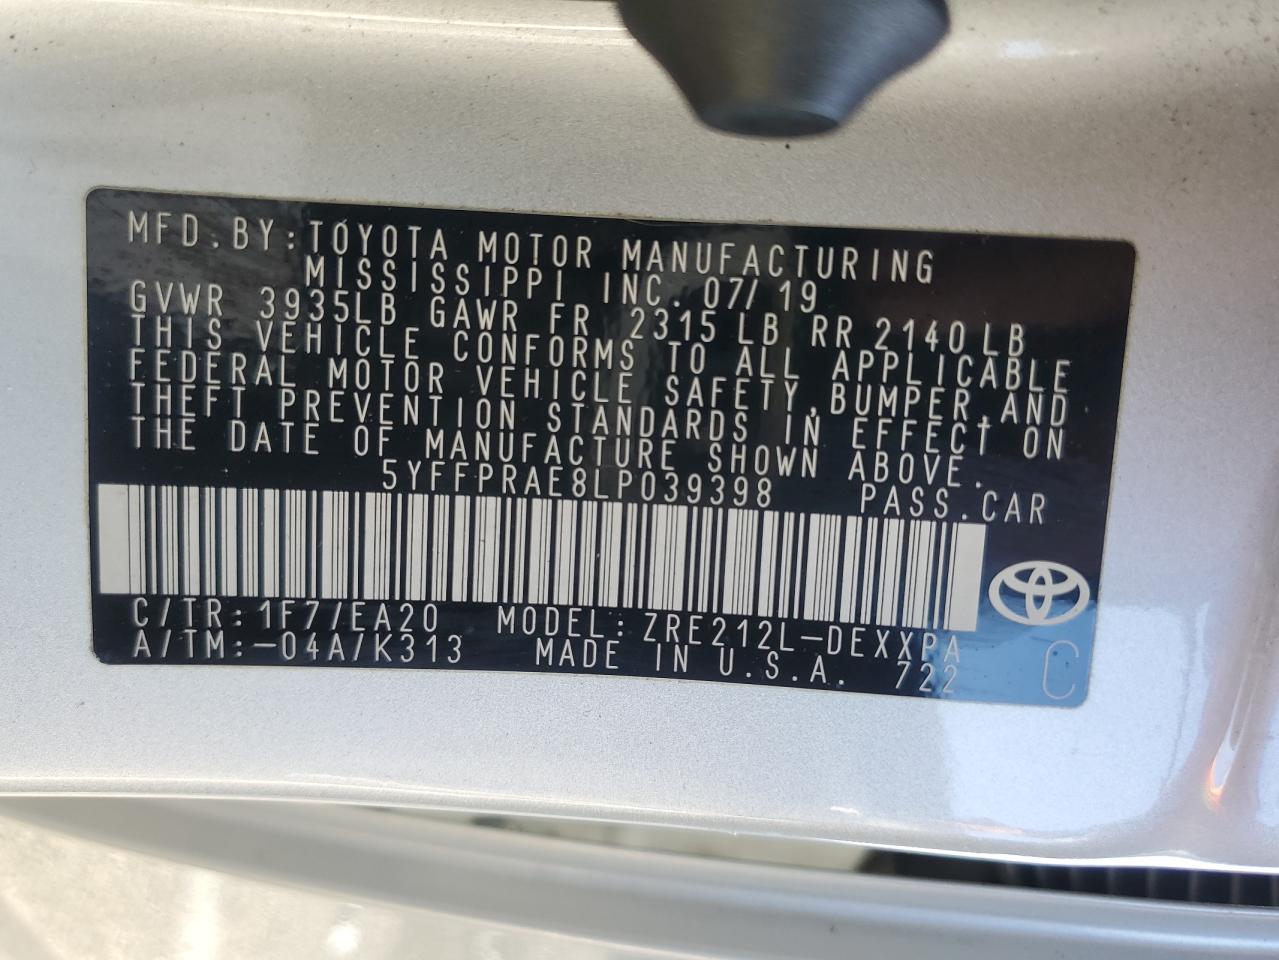 MFD.BY:TOYOTA MOTOR MANUFACTURING
MISSISSIPPI INC. 07/19
GVWR 3935LB GAWR FR 2315LB RR 2140LB
THIS VEHICLE CONFORMS TO ALL APPLICABLE
FEDERAL MOTOR VEHICLE SAFETY,BUMPER,AND
THEFT PREVENTION STANDARDS IN EFFECT ON
THE DATE OF MANUFACTURE SHOWN ABOVE.
5YFFPRAE8LP039398 PASS.CAR
C/TR:1F7/EA20 MODEL:ZRE212L-DEXXPA
A/TM:-04A/K313 MADE IN U.S.A. 722
C